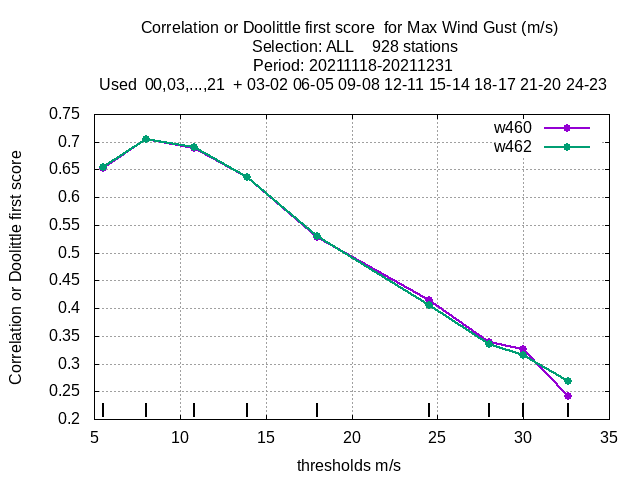 Correlation or Doolittle first score  for Max Wind Gust (m/s)
Selection: ALL    928 stations
Period: 20211118-20211231
Used  00,03,...,21  + 03-02 06-05 09-08 12-11 15-14 18-17 21-20 24-23
w460
w462
Correlation or Doolittle first score
0.75
0.7
0.65
0.6
0.55
0.5
0.45
0.4
0.35
0.3
0.25
0.2
5 10 15 20 25 30 35
thresholds m/s